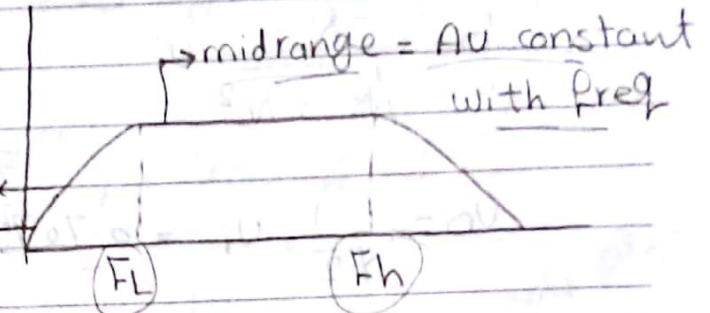 →midrange = AU constant
with freq
FL
Fh